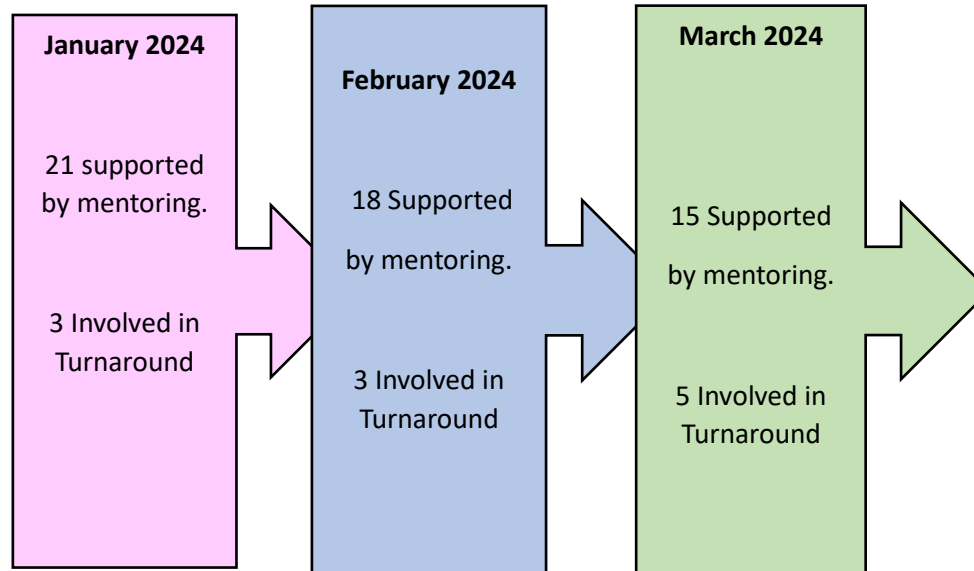 January 2024
21 supported
by mentoring.
3 Involved in
Turnaround
February 2024
18 Supported
by mentoring.
3 Involved in
Turnaround
March 2024
15 Supported
by mentoring.
5 Involved in
Turnaround